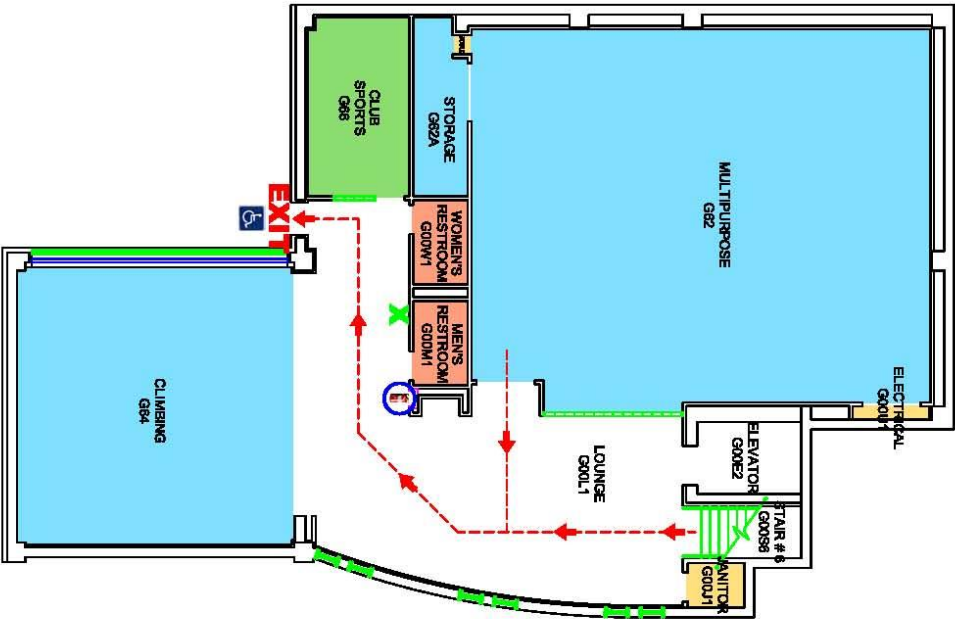 CLUB
SPORTS
G66
STORAGE
G62A
MULTIPURPOSE
G62
WOMEN'S
RESTROOM
G00W1
MEN'S
RESTROOM
G00M1
EXIT
ELECTRICAL
G00U1
ELEVATOR
G00E2
LOUNGE
G00L1
STAIR # 6
G00S6
JANITOR
G00J1
CLIMBING
G64
X